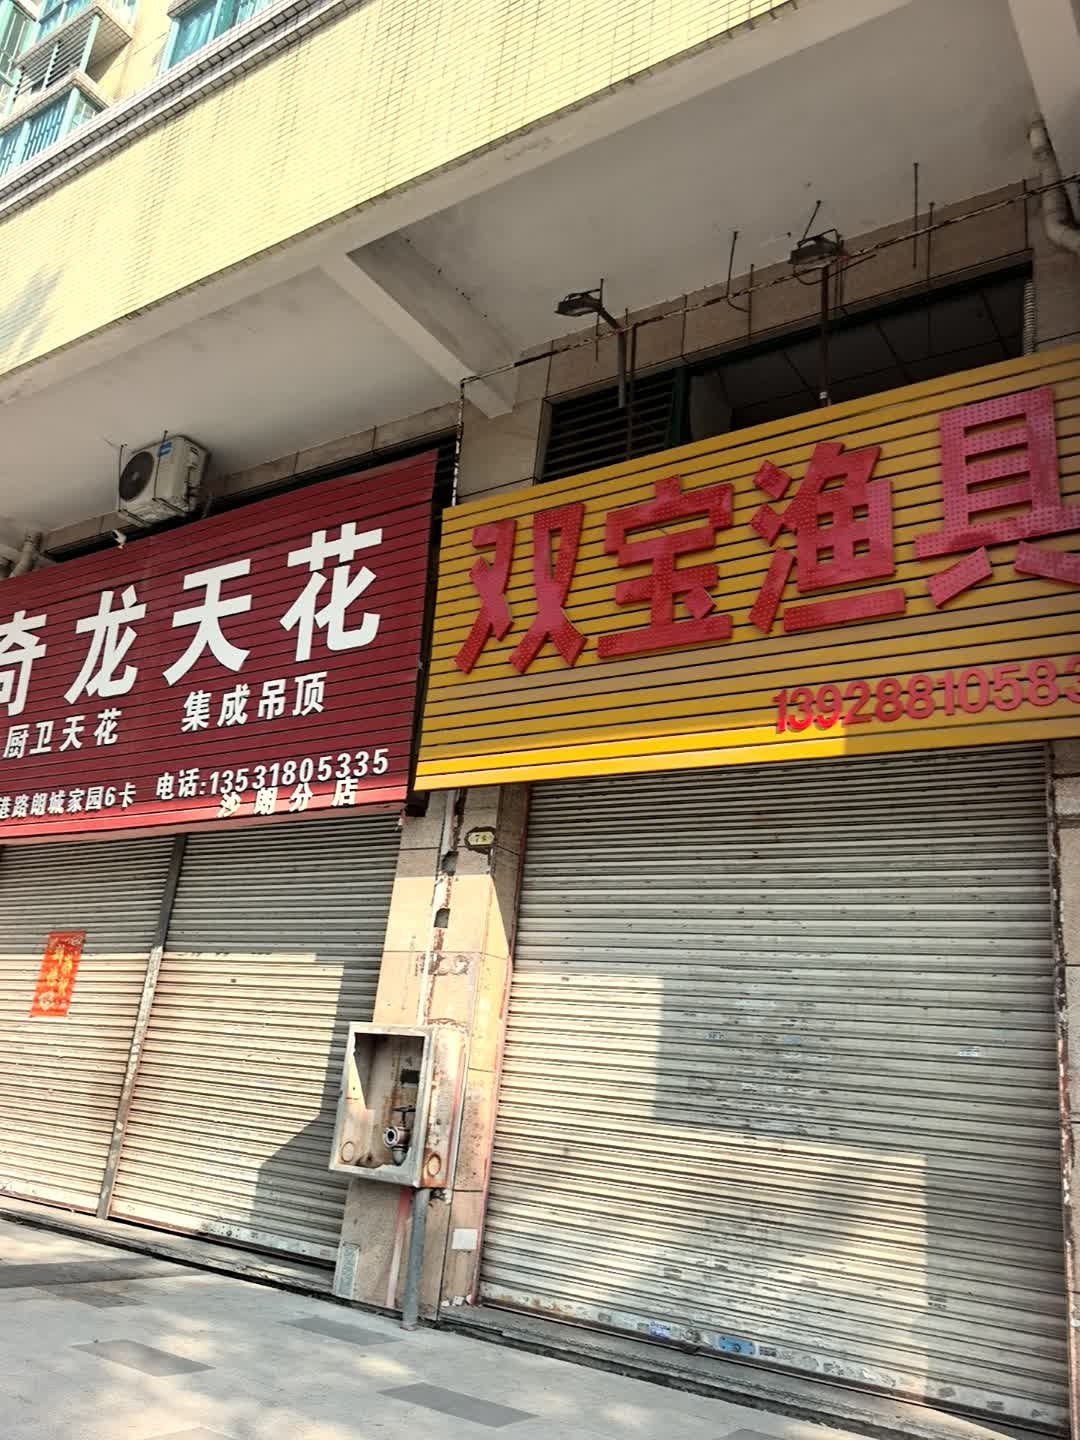 奇龙天花
厨卫天花 集成吊顶
港路朗城家园6卡 电话:13531805335
沙朗分店
双宝渔具
13928810583